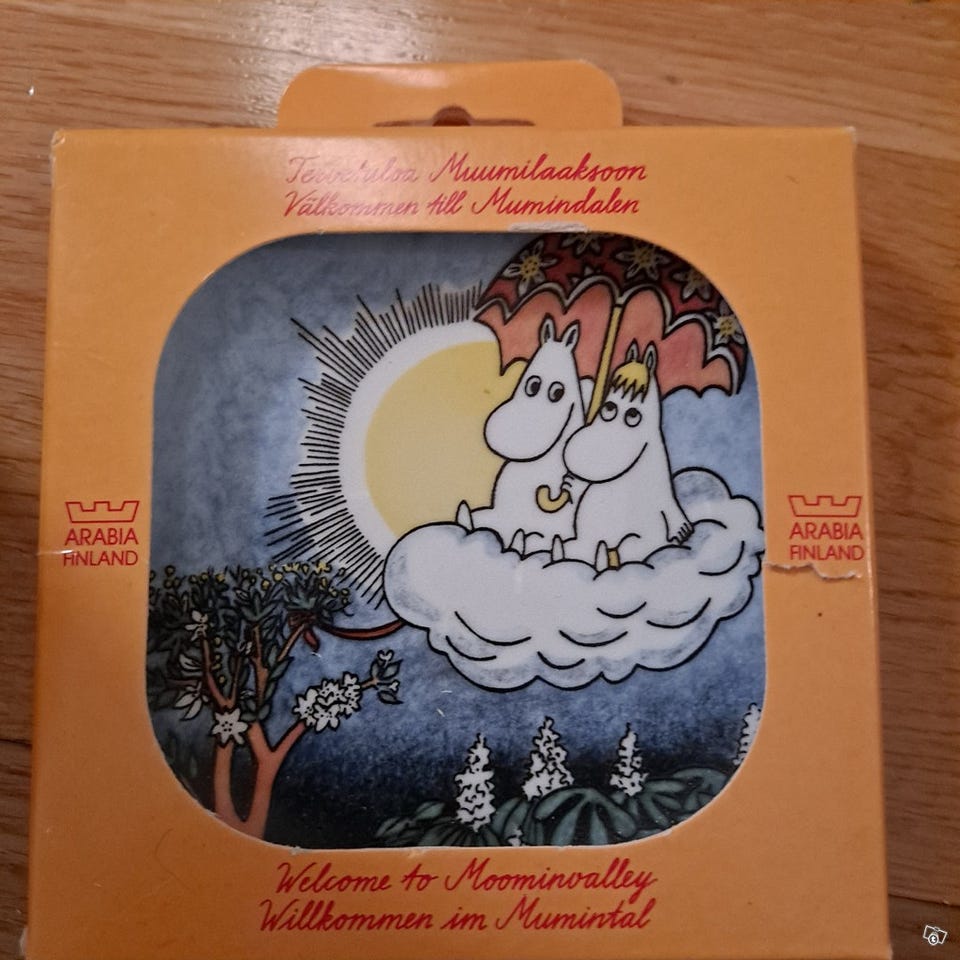 Tervetuloa Muumilaaksoon
Välkommen till Mumindalen
ARABIA
FINLAND
ARABIA
FINLAND
Welcome to Moominvalley
Willkommen im Mumintal